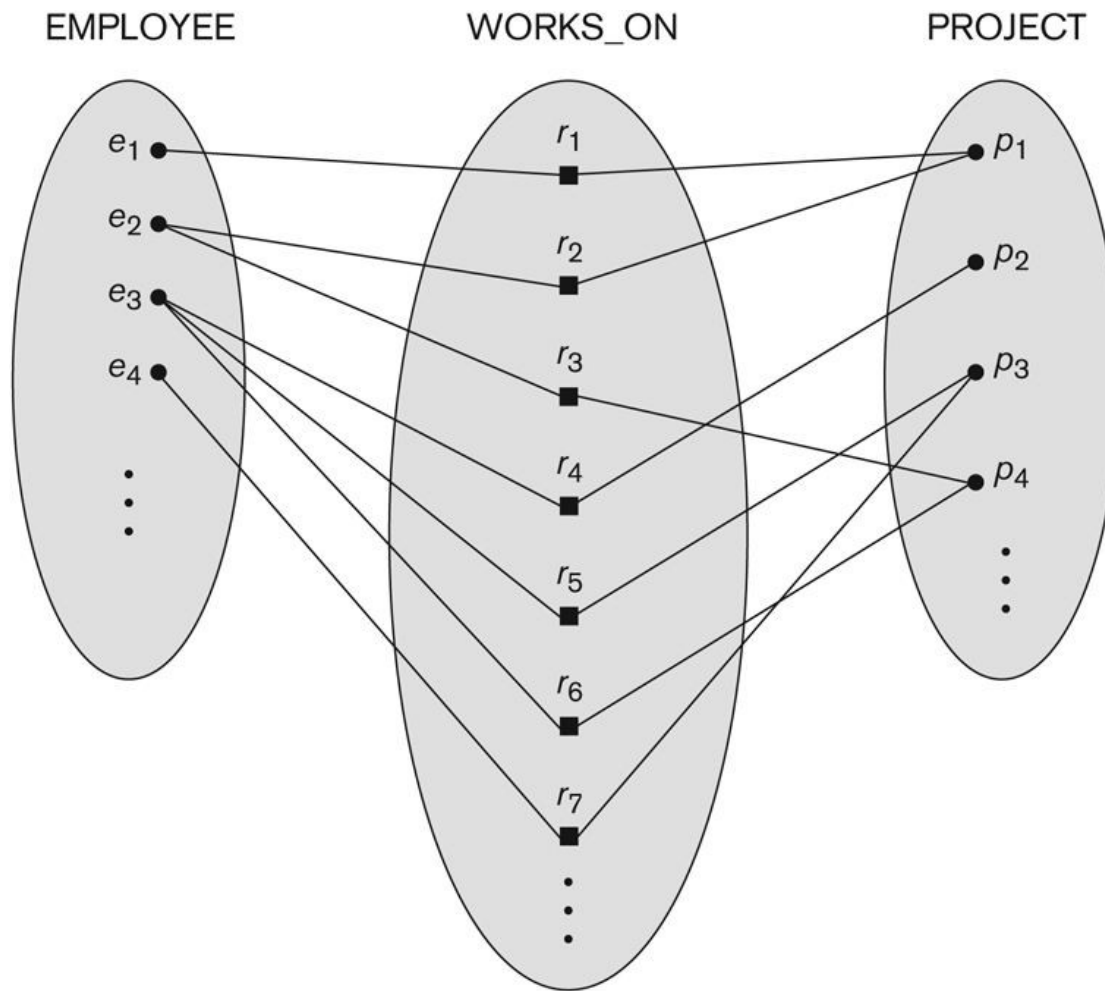 EMPLOYEE WORKS_ON PROJECT
e₁ r₁ p₁
e₂ r₂ p₂
e₃ r₃ p₃
e₄ r₄ p₄
r₅
r₆
r₇